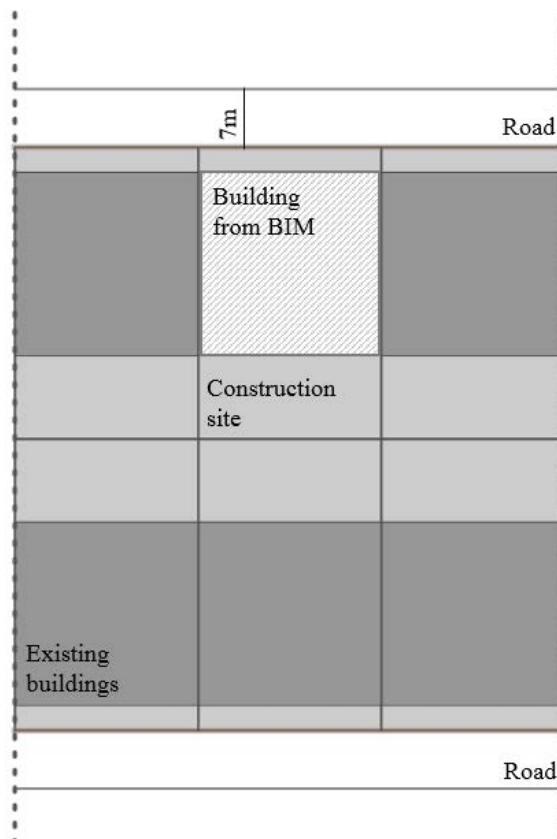 7m
Road
Building
from BIM
Construction
site
Existing
buildings
Road